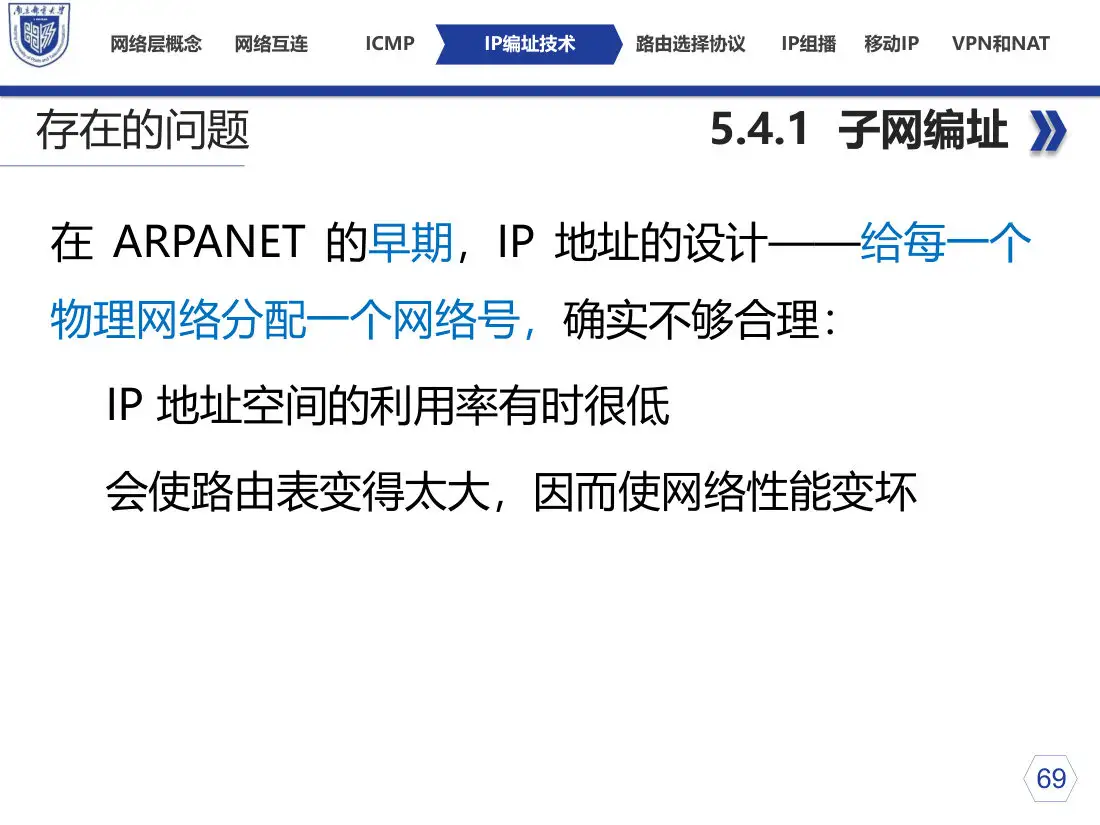 网络层概念 网络互连 ICMP IP编址技术 路由选择协议 IP组播 移动IP VPN和NAT
存在的问题 5.4.1 子网编址
在 ARPANET 的早期，IP 地址的设计——给每一个
物理网络分配一个网络号，确实不够合理：
IP 地址空间的利用率有时很低
会使路由表变得太大，因而使网络性能变坏
69